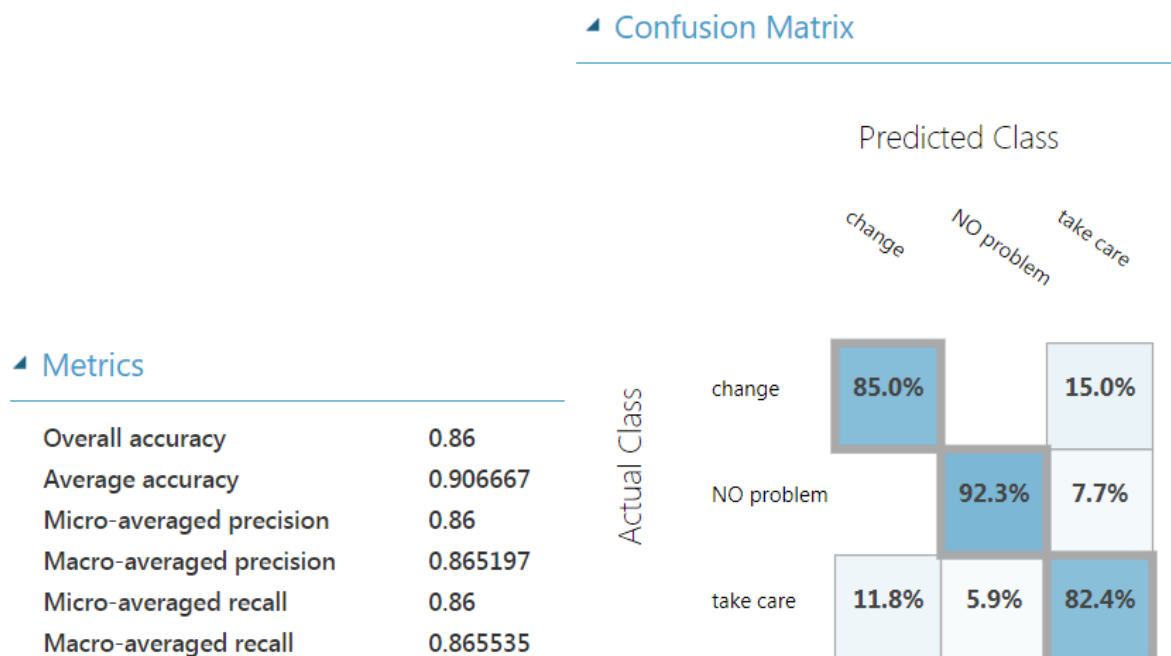 Confusion Matrix
Predicted Class
change NO problem take care
Metrics
Overall accuracy 0.86
Average accuracy 0.906667
Micro-averaged precision 0.86
Macro-averaged precision 0.865197
Micro-averaged recall 0.86
Macro-averaged recall 0.865535
Actual Class
change 85.0% 15.0%
NO problem 92.3% 7.7%
take care 11.8% 5.9% 82.4%